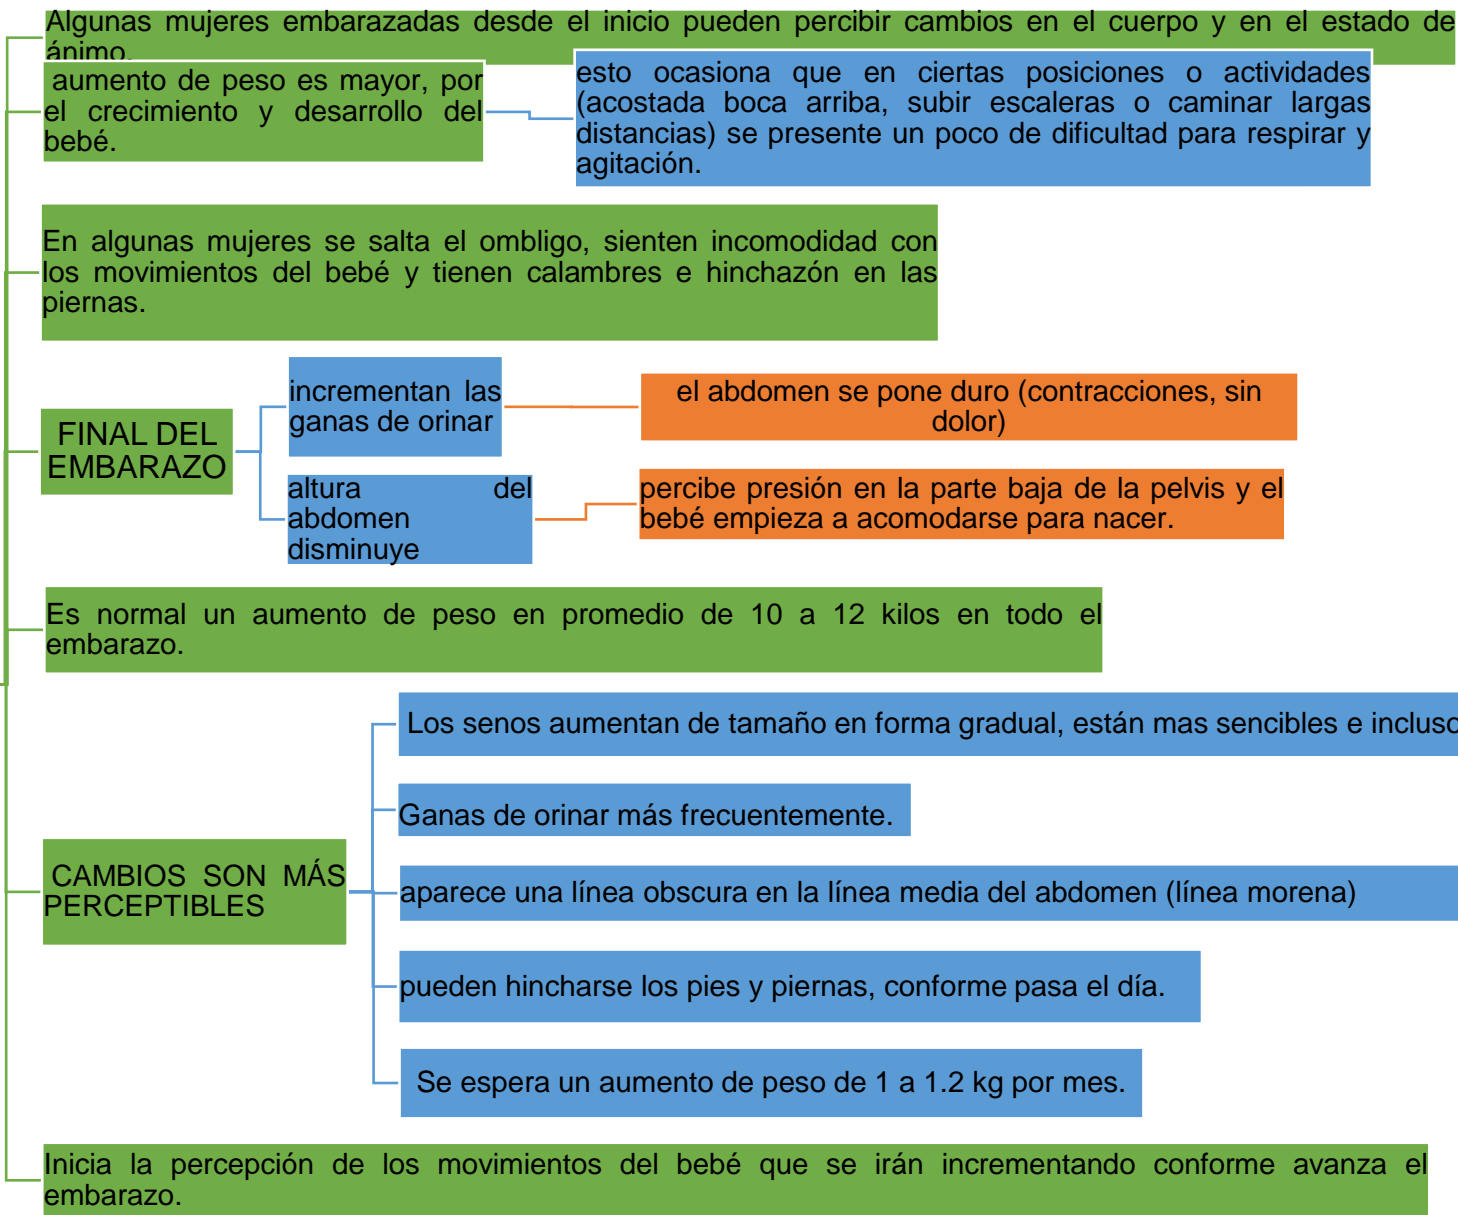 Algunas mujeres embarazadas desde el inicio pueden percibir cambios en el cuerpo y en el estado de
ánimo.
aumento de peso es mayor, por
el crecimiento y desarrollo del
bebé.
esto ocasiona que en ciertas posiciones o actividades
(acostada boca arriba, subir escaleras o caminar largas
distancias) se presente un poco de dificultad para respirar y
agitación.
En algunas mujeres se salta el ombligo, sienten incomodidad con
los movimientos del bebé y tienen calambres e hinchazón en las
piernas.
FINAL DEL
EMBARAZO
incrementan las
ganas de orinar
el abdomen se pone duro (contracciones, sin
dolor)
altura del
abdomen
disminuye
percibe presión en la parte baja de la pelvis y el
bebé empieza a acomodarse para nacer.
Es normal un aumento de peso en promedio de 10 a 12 kilos en todo el
embarazo.
CAMBIOS SON MÁS
PERCEPTIBLES
Los senos aumentan de tamaño en forma gradual, están mas sencibles e incluso
Ganas de orinar más frecuentemente.
aparece una línea obscura en la línea media del abdomen (línea morena)
pueden hincharse los pies y piernas, conforme pasa el día.
Se espera un aumento de peso de 1 a 1.2 kg por mes.
Inicia la percepción de los movimientos del bebé que se irán incrementando conforme avanza el
embarazo.